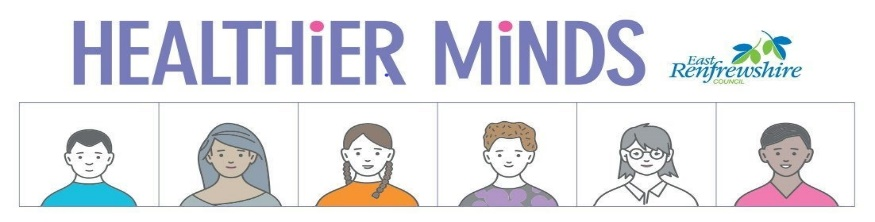 HEALTHiER MiNDS
East
Renfrewshire
COUNCIL